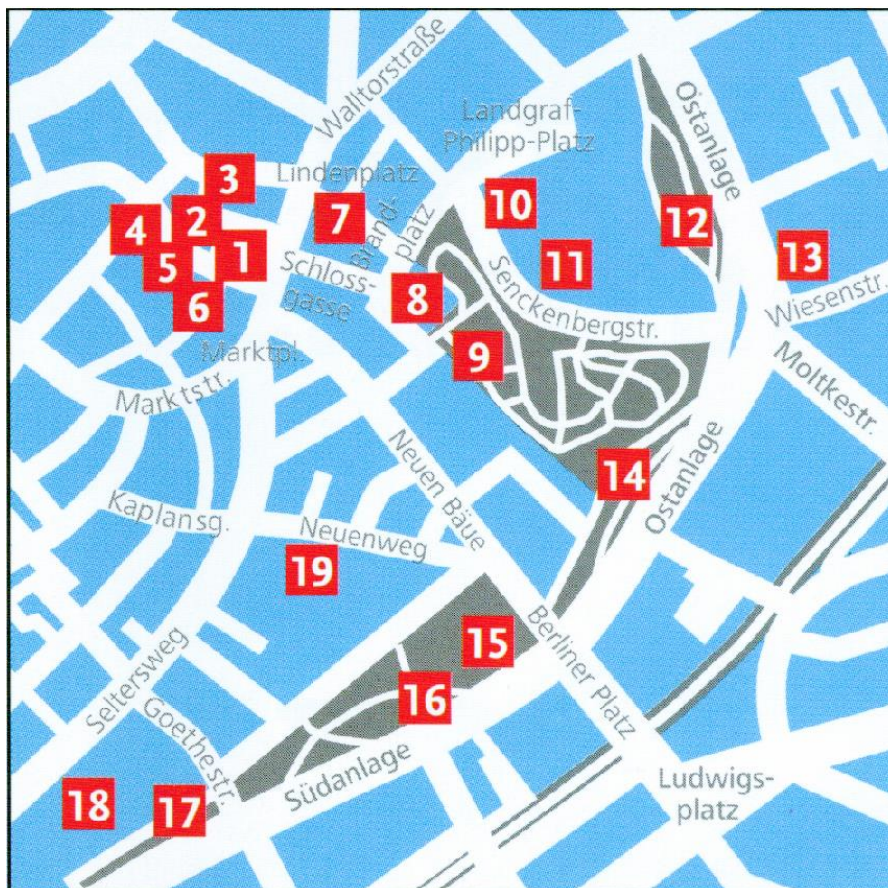 Walltorstraße
Landgraf-
Philipp-Platz
Ostanlage
3
Lindenplatz
4
2
7
10
12
Brand-
platz
5
1
11
13
Schloss-
gasse
6
8
Senckenbergstr.
Wiesenstr.
Marktpl.
9
Moltkestr.
Marktstr.
Neuen Bäue
14
Ostanlage
Kaplansg.
Neuenweg
19
15
Berliner Platz
Seltersweg
16
Goethestr.
Südanlage
Ludwigs-
platz
18
17